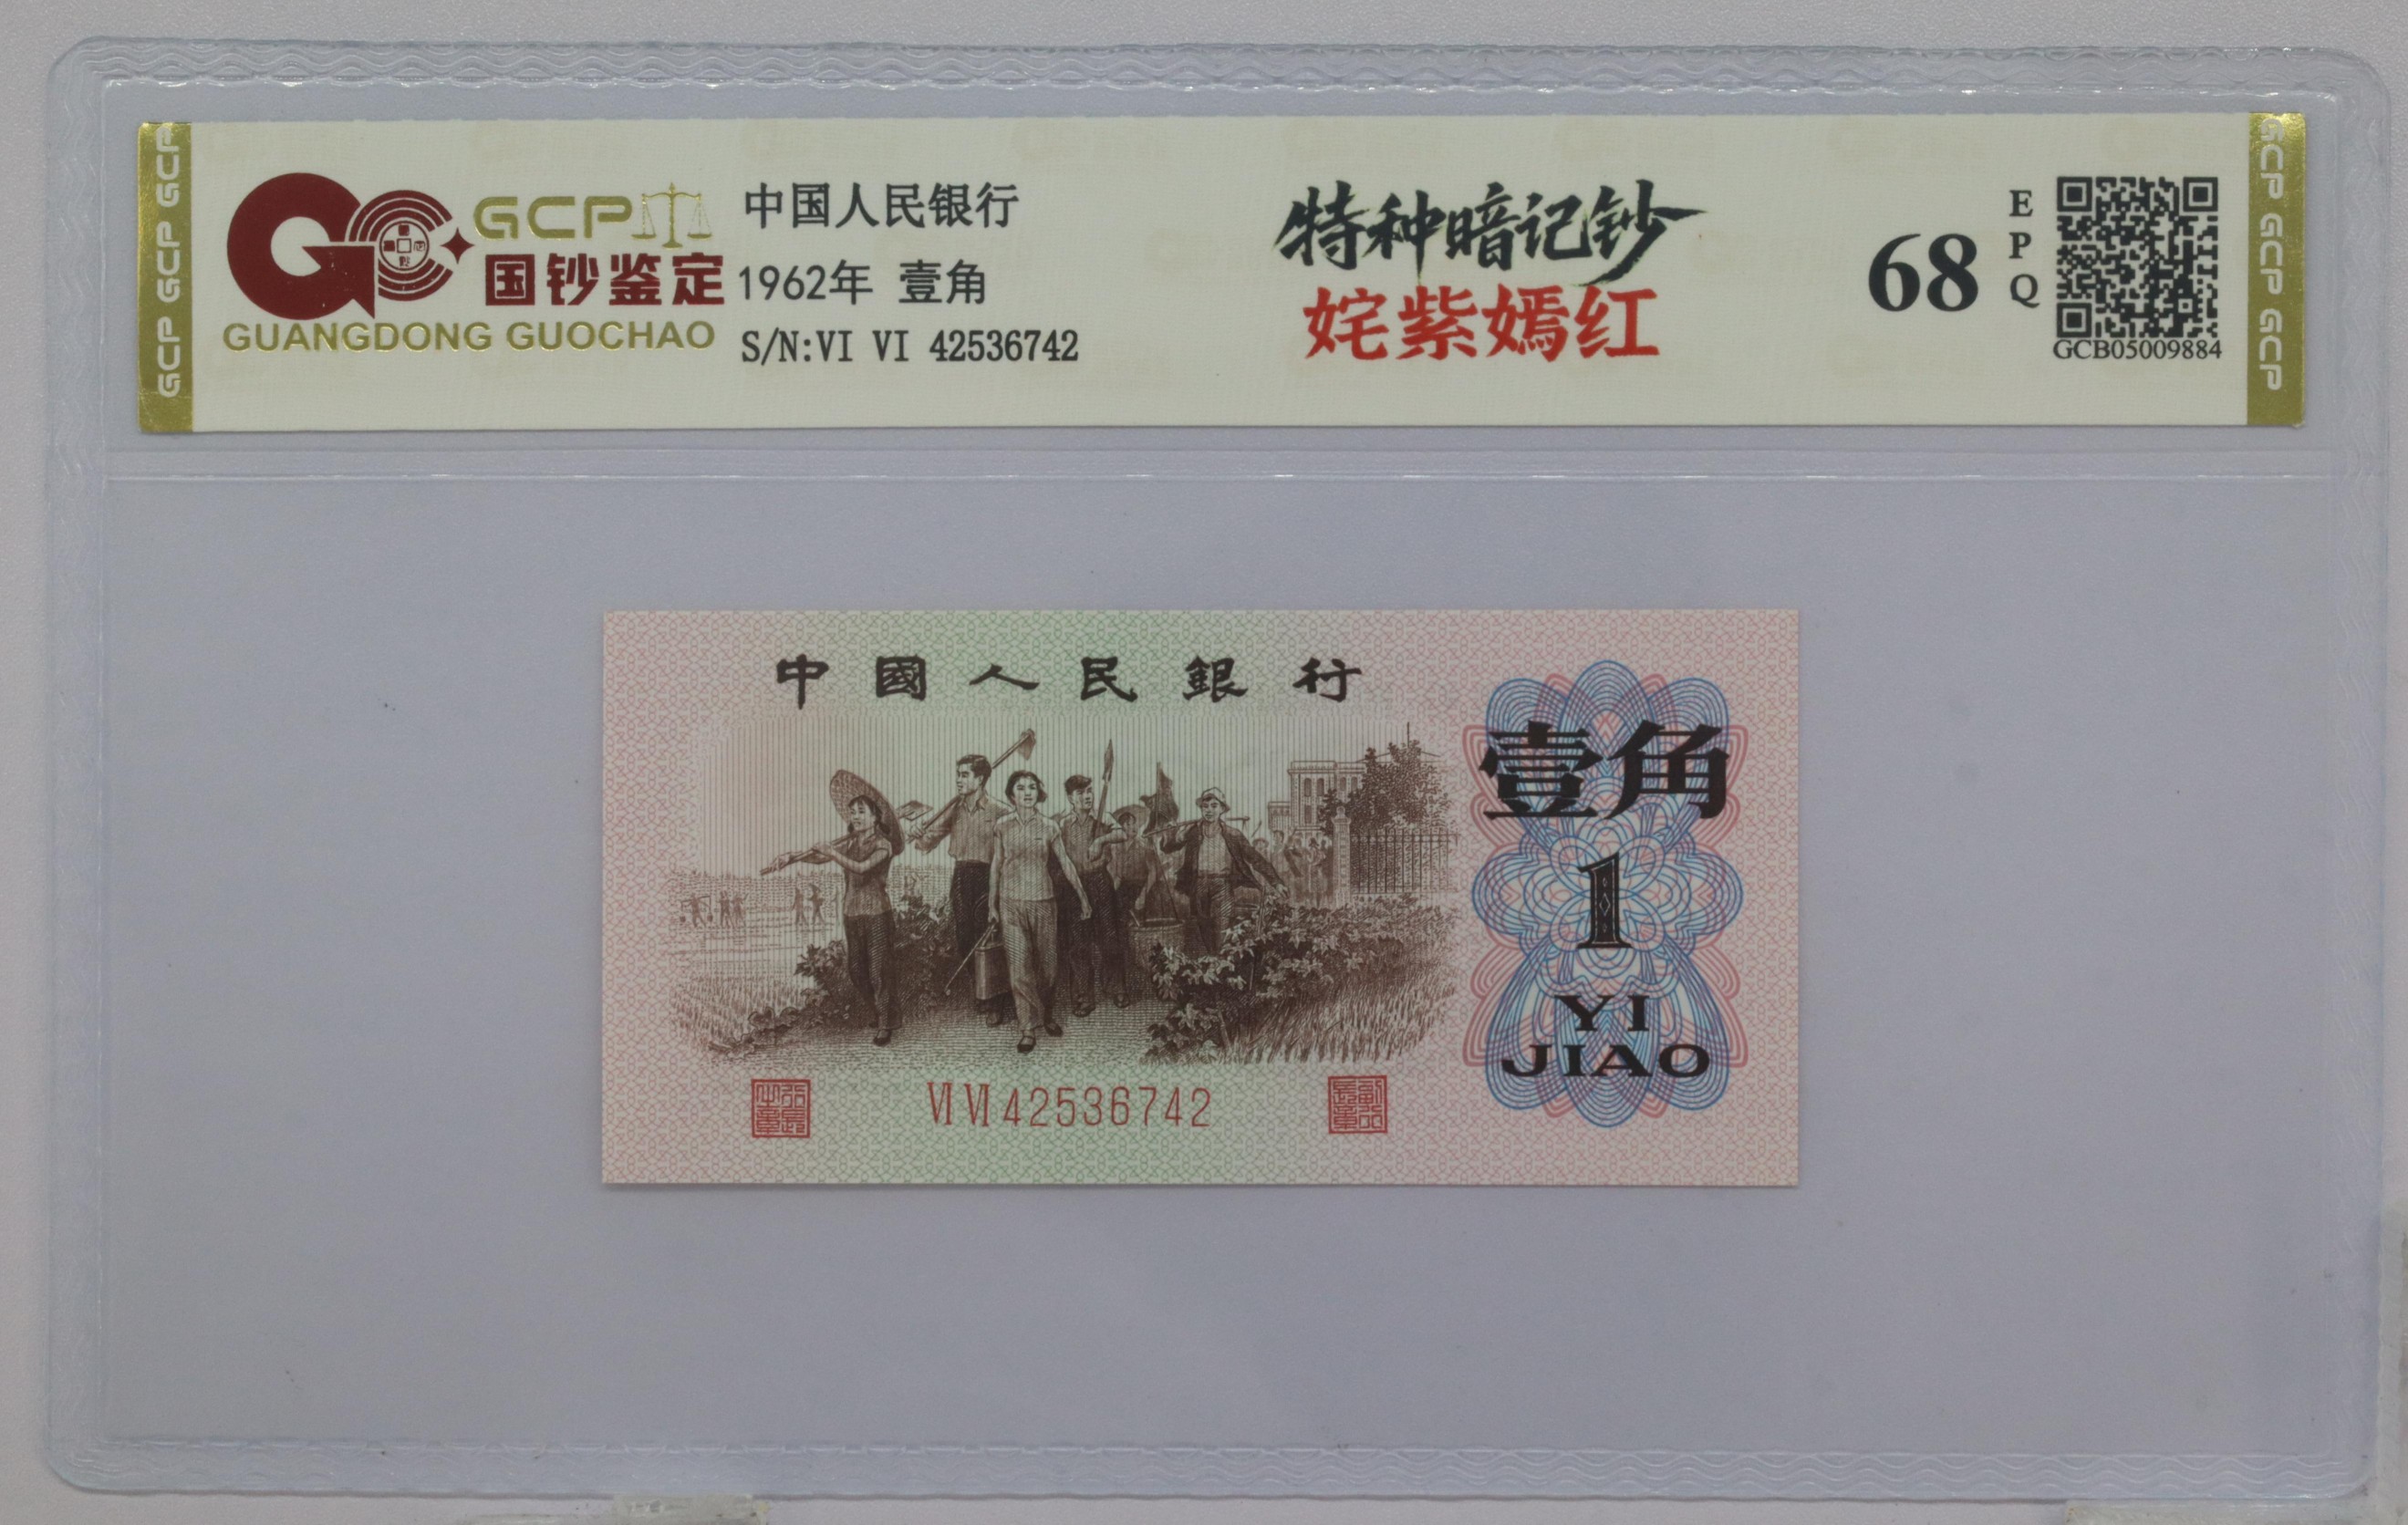 GCP GCP GCP
GCP
国钞鉴定
GUANGDONG GUOCHAO
中国人民银行
1962年 壹角
S/N:VI VI 42536742
特种暗记钞
姹紫嫣红
68
EPQ
GCB05009884
GCP GCP GCP
中國人民銀行
壹角
1
YI
JIAO
VI VI 42536742